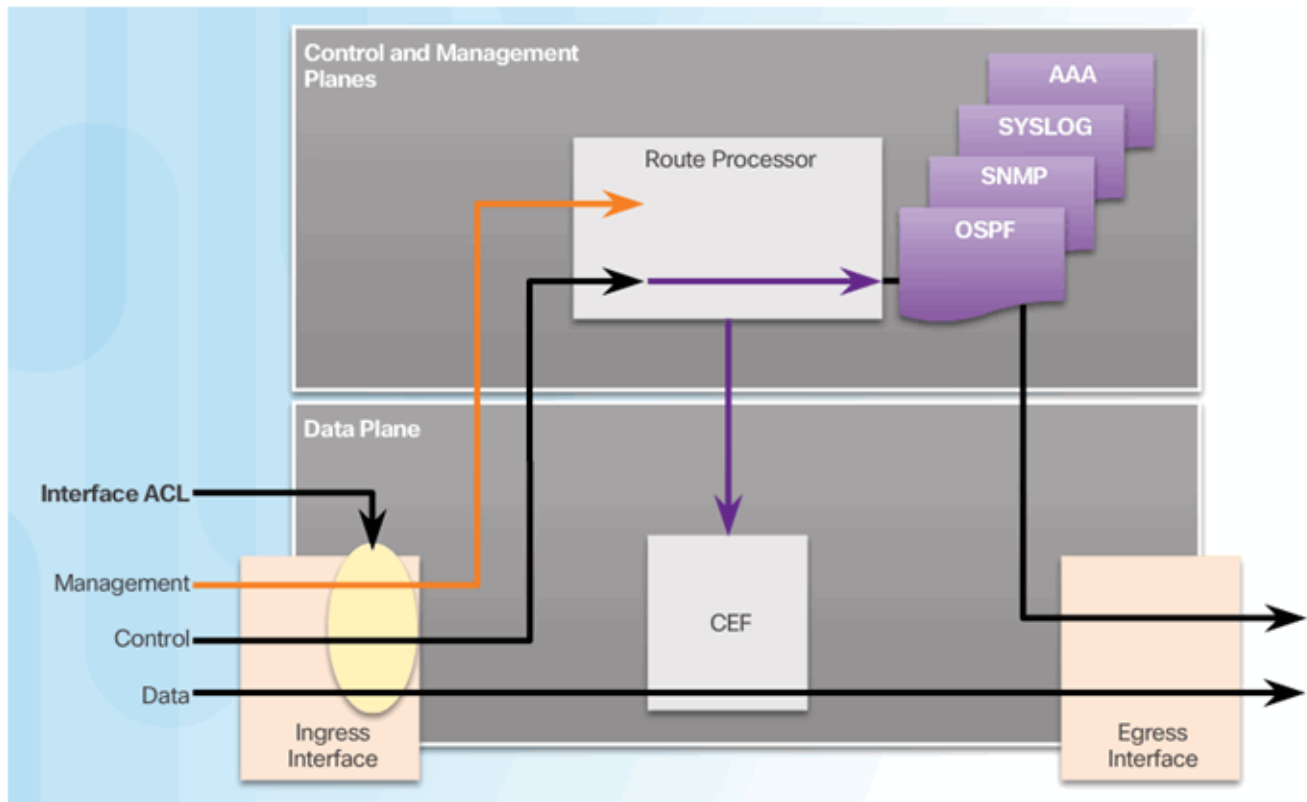 Control and Management
Planes
AAA
SYSLOG
SNMP
OSPF
Route Processor
Data Plane
Interface ACL
Management
Control
Data
CEF
Ingress
Interface
Egress
Interface